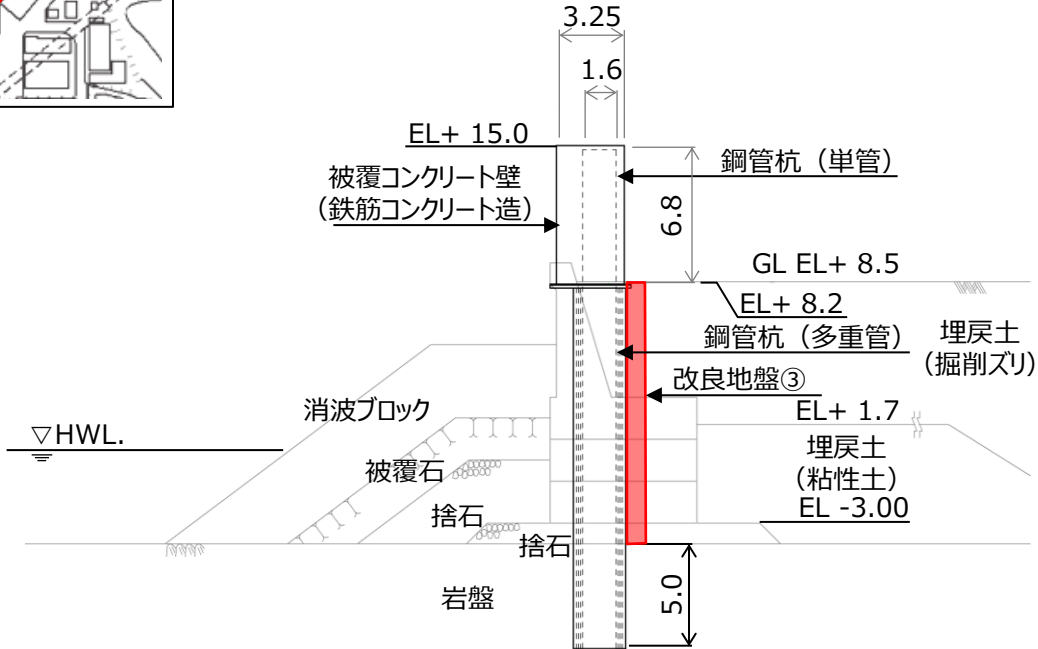 3.25
1.6
EL+ 15.0
鋼管杭（単管）
被覆コンクリート壁
（鉄筋コンクリート造）
6.8
GL EL+ 8.5
EL+ 8.2
鋼管杭（多重管）
埋戻土
（掘削ズリ）
改良地盤③
消波ブロック
EL+ 1.7
▽HWL.
埋戻土
（粘性土）
被覆石
EL -3.00
捨石
捨石
岩盤
5.0